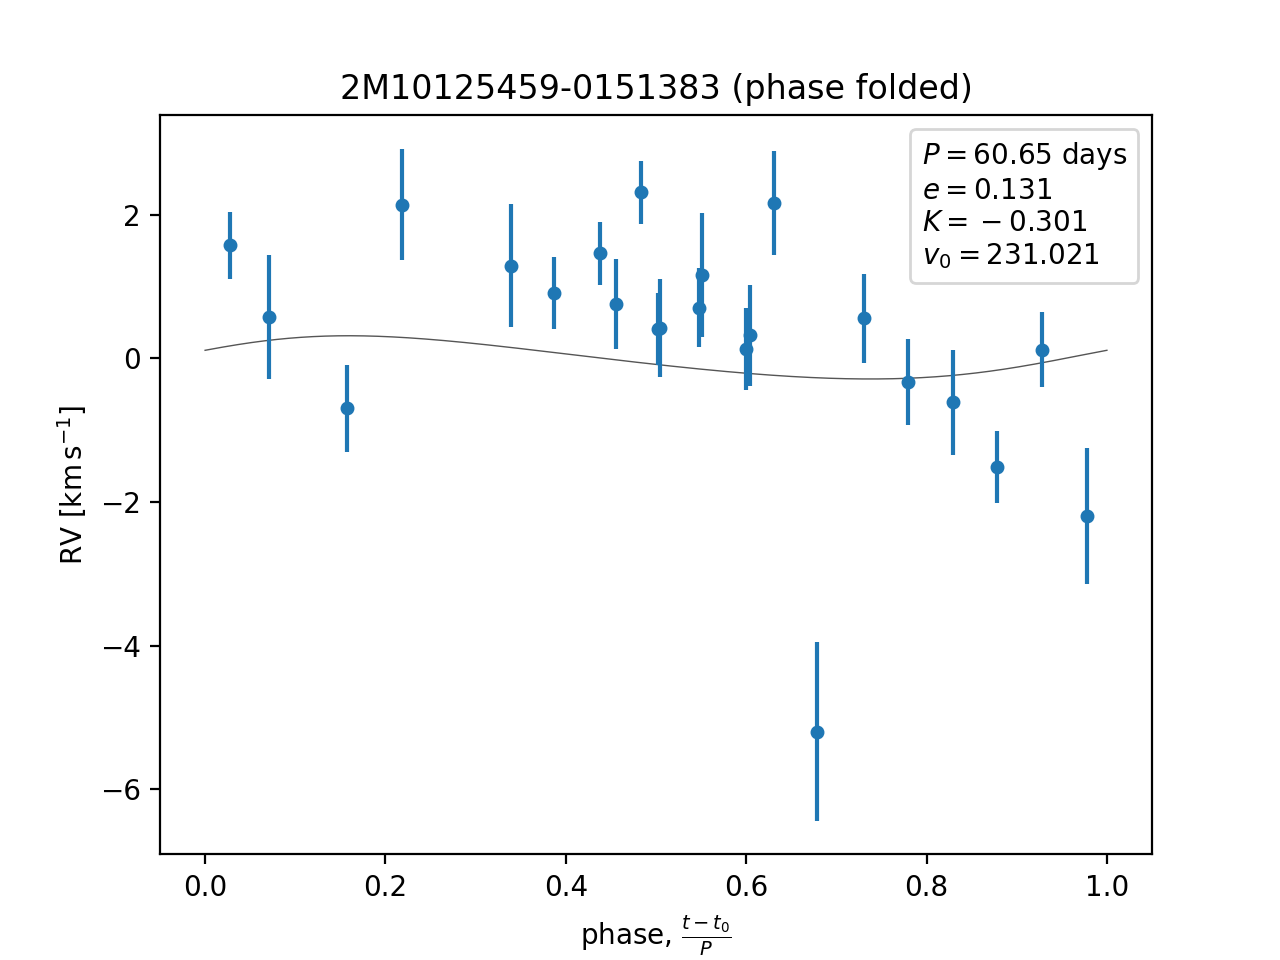 2M10125459-0151383 (phase folded)
P = 60.65 days
e = 0.131
K = −0.301
v₀ = 231.021
RV [km s⁻¹]
2
0
−2
−4
−6
0.0 0.2 0.4 0.6 0.8 1.0
phase, (t − t₀)/P